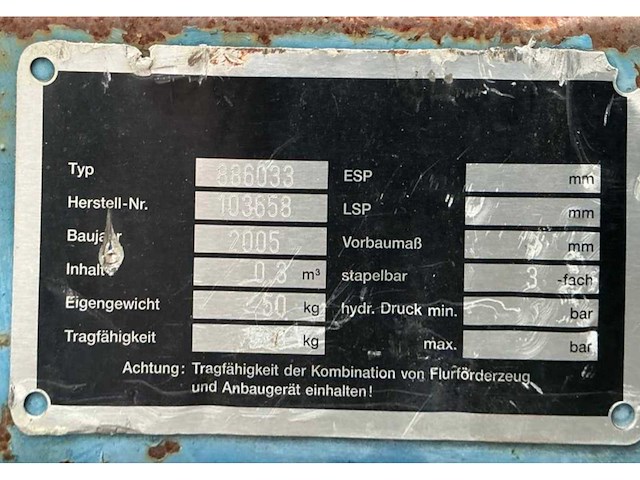 Typ 886033 ESP mm
Herstell-Nr. 103658 LSP mm
Baujahr 2005 Vorbaumaß mm
Inhalt 0,3 m³ stapelbar 3 -fach
Eigengewicht kg hydr. Druck min. bar
Tragfähigkeit kg max. bar
Achtung: Tragfähigkeit der Kombination von Flurförderzeug
und Anbaugerät einhalten!